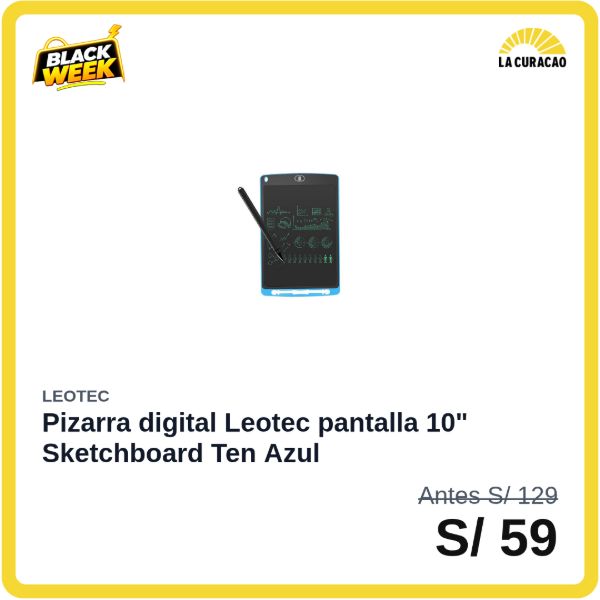 BLACK
WEEK
LA CURACAO
LEOTEC
Pizarra digital Leotec pantalla 10"
Sketchboard Ten Azul
Antes S/ 129
S/ 59